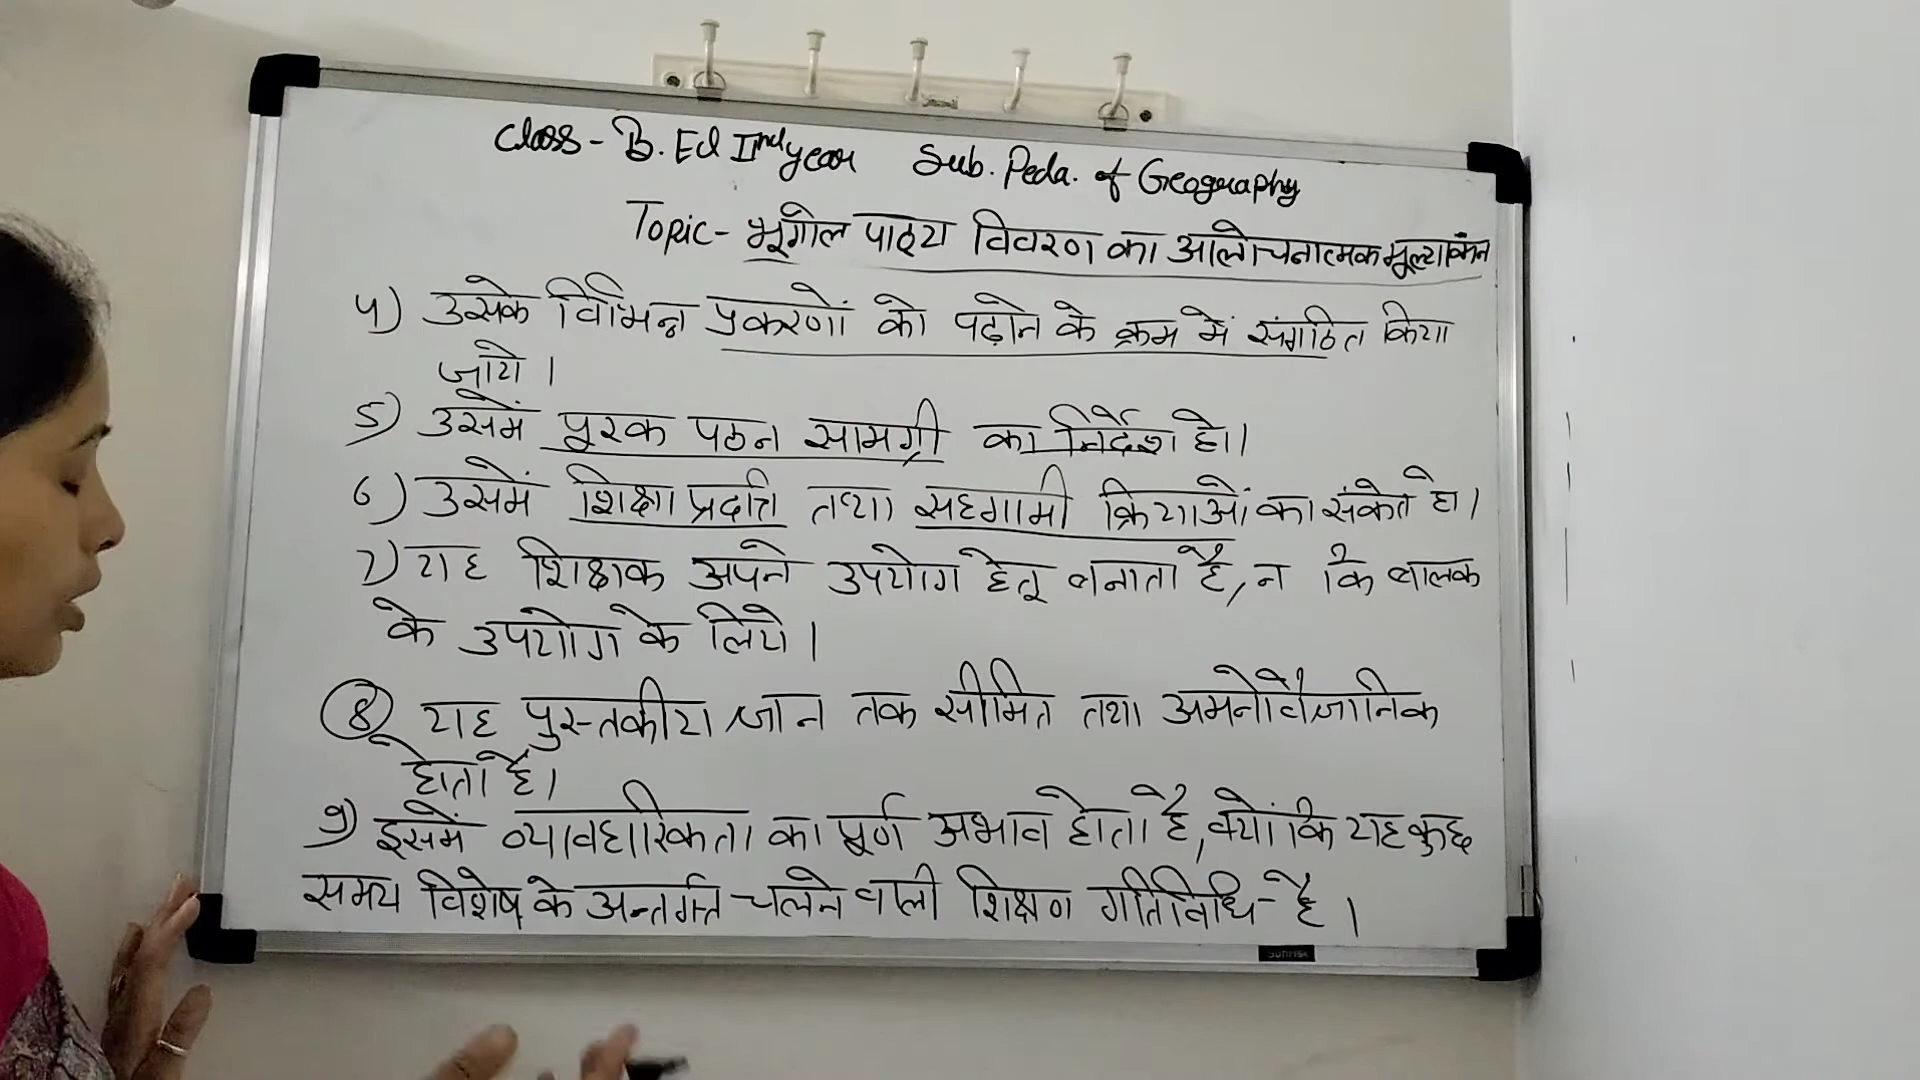 Class - B.Ed IInd year Sub. Peda. of Geography
Topic - भूगोल पाठ्य विवरण का आलोचनात्मक मूल्यांकन
4) उसके विभिन्न प्रकरणों को पढ़ाने के क्रम में संगठित किया
जाये।
5) उसमें पूरक पठन सामग्री का निर्देश हो।
6) उसमें शिक्षा प्रदाति तथा सहगामी क्रियाओं का संकेत हो।
7) यह शिक्षक अपने उपयोग हेतू बनाता है, न कि बालक
के उपयोग के लिये।
8 यह पुस्तकीय ज्ञान तक सीमित तथा अमनोवैज्ञानिक
होता है।
9) इसमें व्यावहारिकता का पूर्ण अभाव होता है, क्योंकि यह कुछ
समय विशेष के अन्तर्गत चलने वाली शिक्षण गतिविधि है।
Sunrise